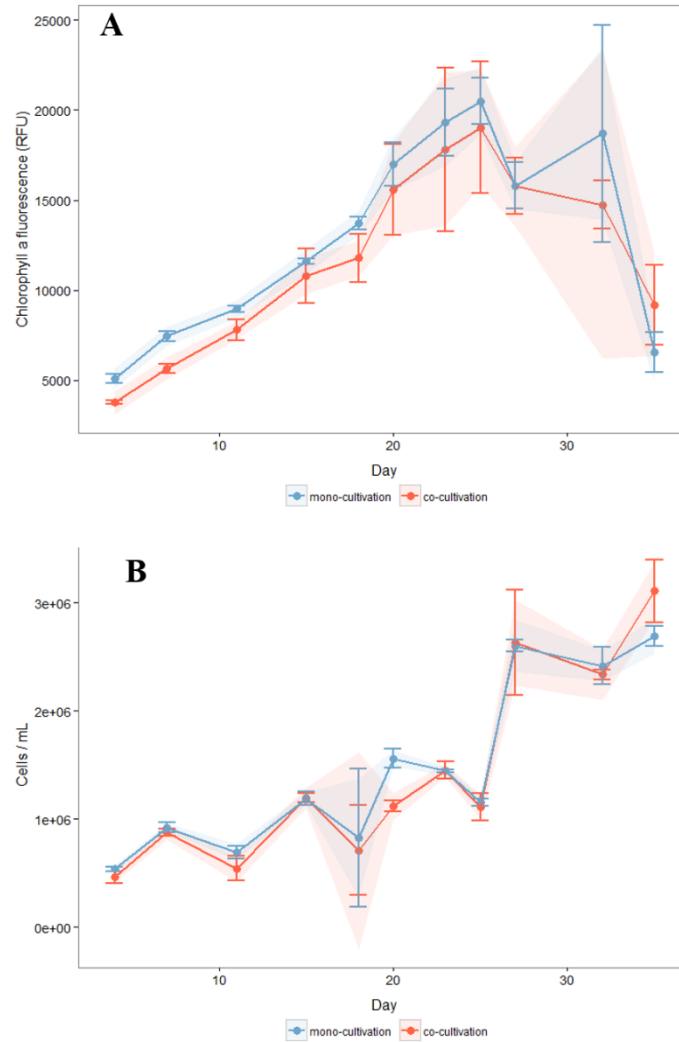 A
25000
20000
15000
10000
5000
Chlorophyll a fluorescence (RFU)
10 20 30
Day
mono-cultivation co-cultivation
B
3e+06
2e+06
1e+06
0e+00
Cells / mL
10 20 30
Day
mono-cultivation co-cultivation